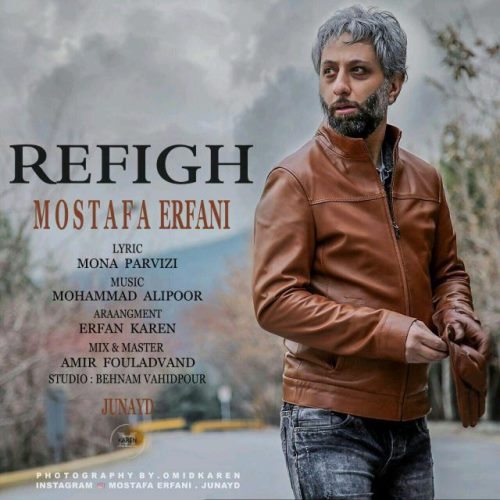 REFIGH
MOSTAFA ERFANI
LYRIC
MONA PARVIZI
MUSIC
MOHAMMAD ALIPOOR
ARAANGMENT
ERFAN KAREN
MIX & MASTER
AMIR FOULADVAND
STUDIO : BEHNAM VAHIDPOUR
JUNAYD
KAREN
PHOTOGRAPHY BY.OMIDKAREN
INSTAGRAM MOSTAFA ERFANI . JUNAYD